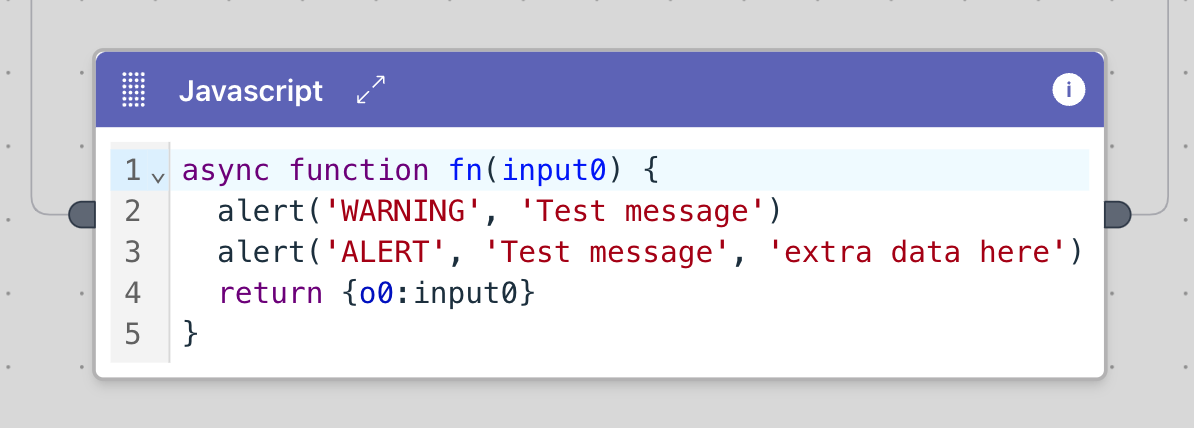 Javascript
i
1 async function fn(input0) {
2   alert('WARNING', 'Test message')
3   alert('ALERT', 'Test message', 'extra data here')
4   return {o0:input0}
5 }